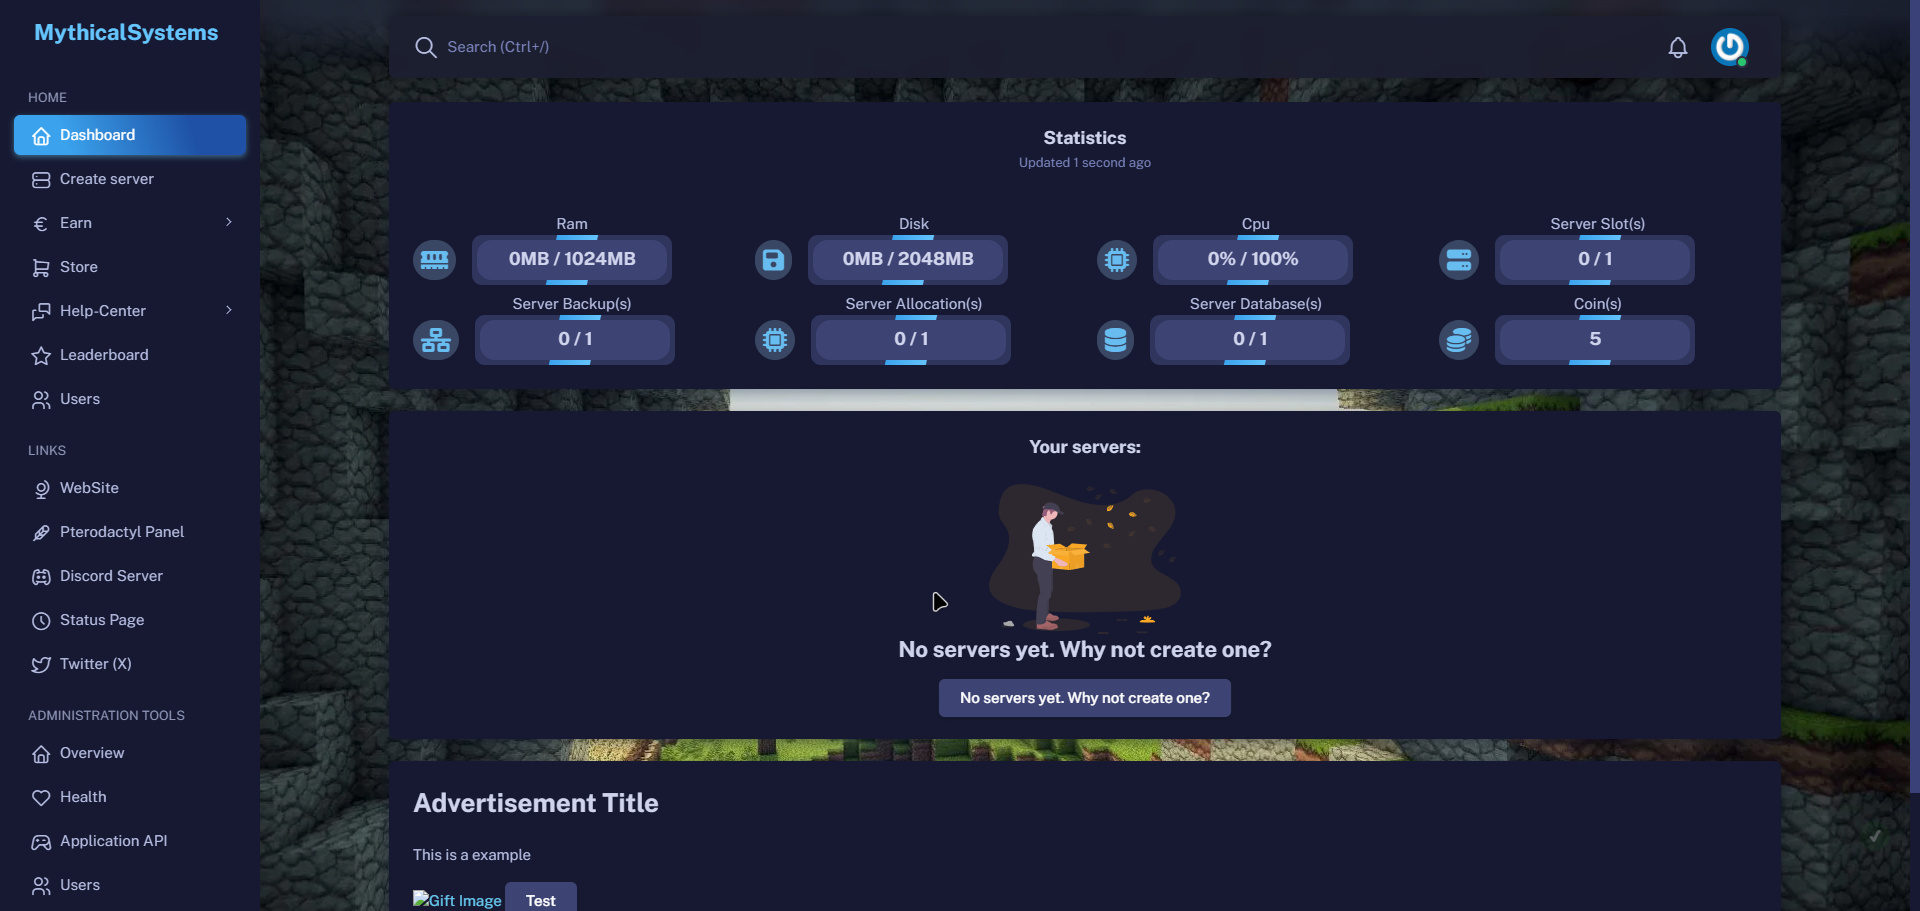 MythicalSystems
HOME
Dashboard
Create server
Earn
Store
Help-Center
Leaderboard
Users
LINKS
WebSite
Pterodactyl Panel
Discord Server
Status Page
Twitter (X)
ADMINISTRATION TOOLS
Overview
Health
Application API
Users
Search (Ctrl+/)
Statistics
Updated 1 second ago
Ram
0MB / 1024MB
Disk
0MB / 2048MB
Cpu
0% / 100%
Server Slot(s)
0 / 1
Server Backup(s)
0 / 1
Server Allocation(s)
0 / 1
Server Database(s)
0 / 1
Coin(s)
5
Your servers:
No servers yet. Why not create one?
No servers yet. Why not create one?
Advertisement Title
This is a example
Gift Image
Test